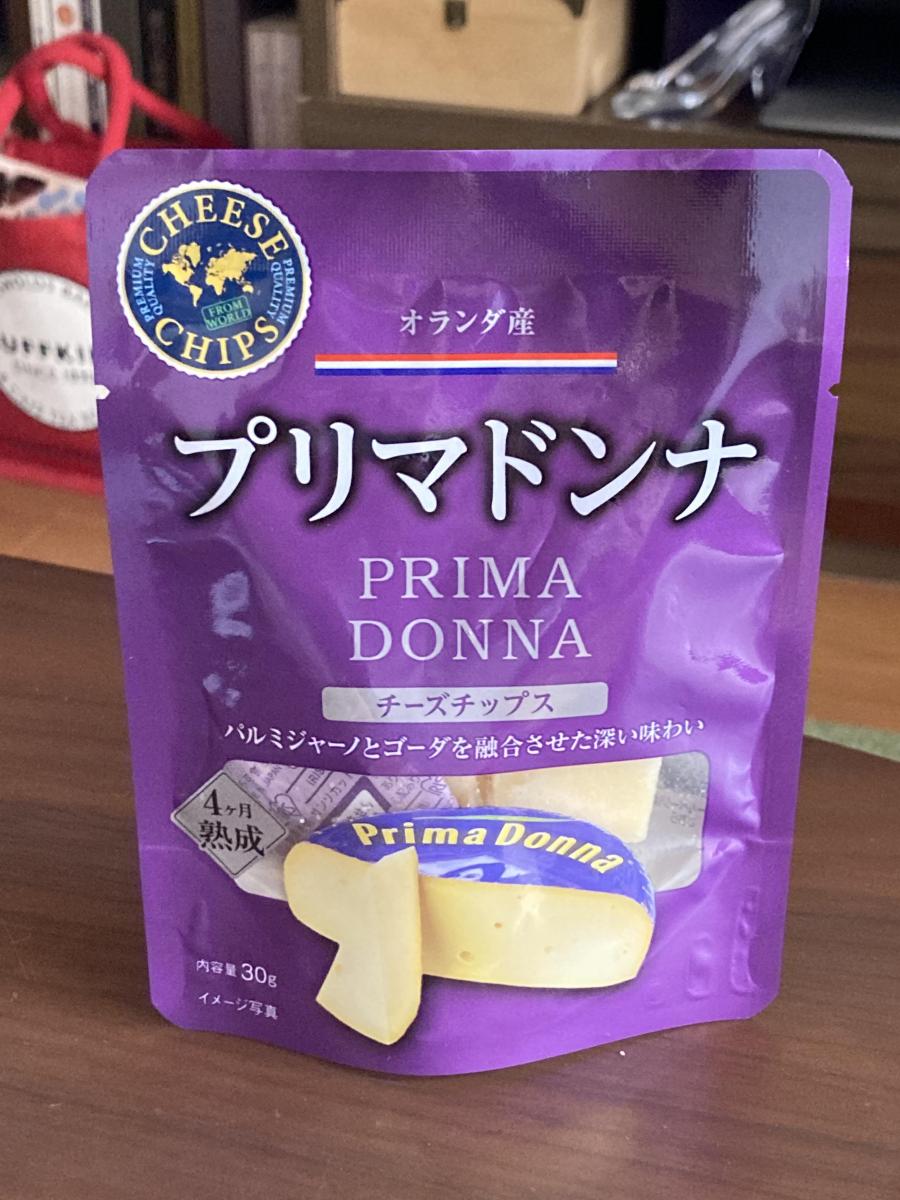 CHEESE
PREMIUM QUALITY
PREMIUM QUALITY
FROM
WORLD
CHIPS
オランダ産
プリマドンナ
PRIMA
DONNA
チーズチップス
パルミジャーノとゴーダを融合させた深い味わい
4ヶ月
熟成
Prima Donna
内容量 30g
イメージ写真